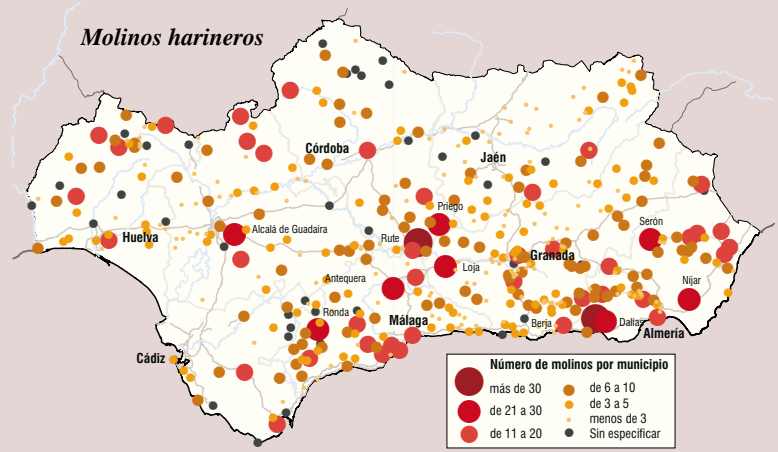 Molinos harineros
Córdoba
Jaén
Priego
Serón
Alcalá de Guadaira
Huelva
Rute
Granada
Loja
Antequera
Níjar
Ronda
Málaga
Berja
Dalías
Almería
Cádiz
Número de molinos por municipio
más de 30
de 6 a 10
de 21 a 30
de 3 a 5
menos de 3
de 11 a 20
Sin especificar